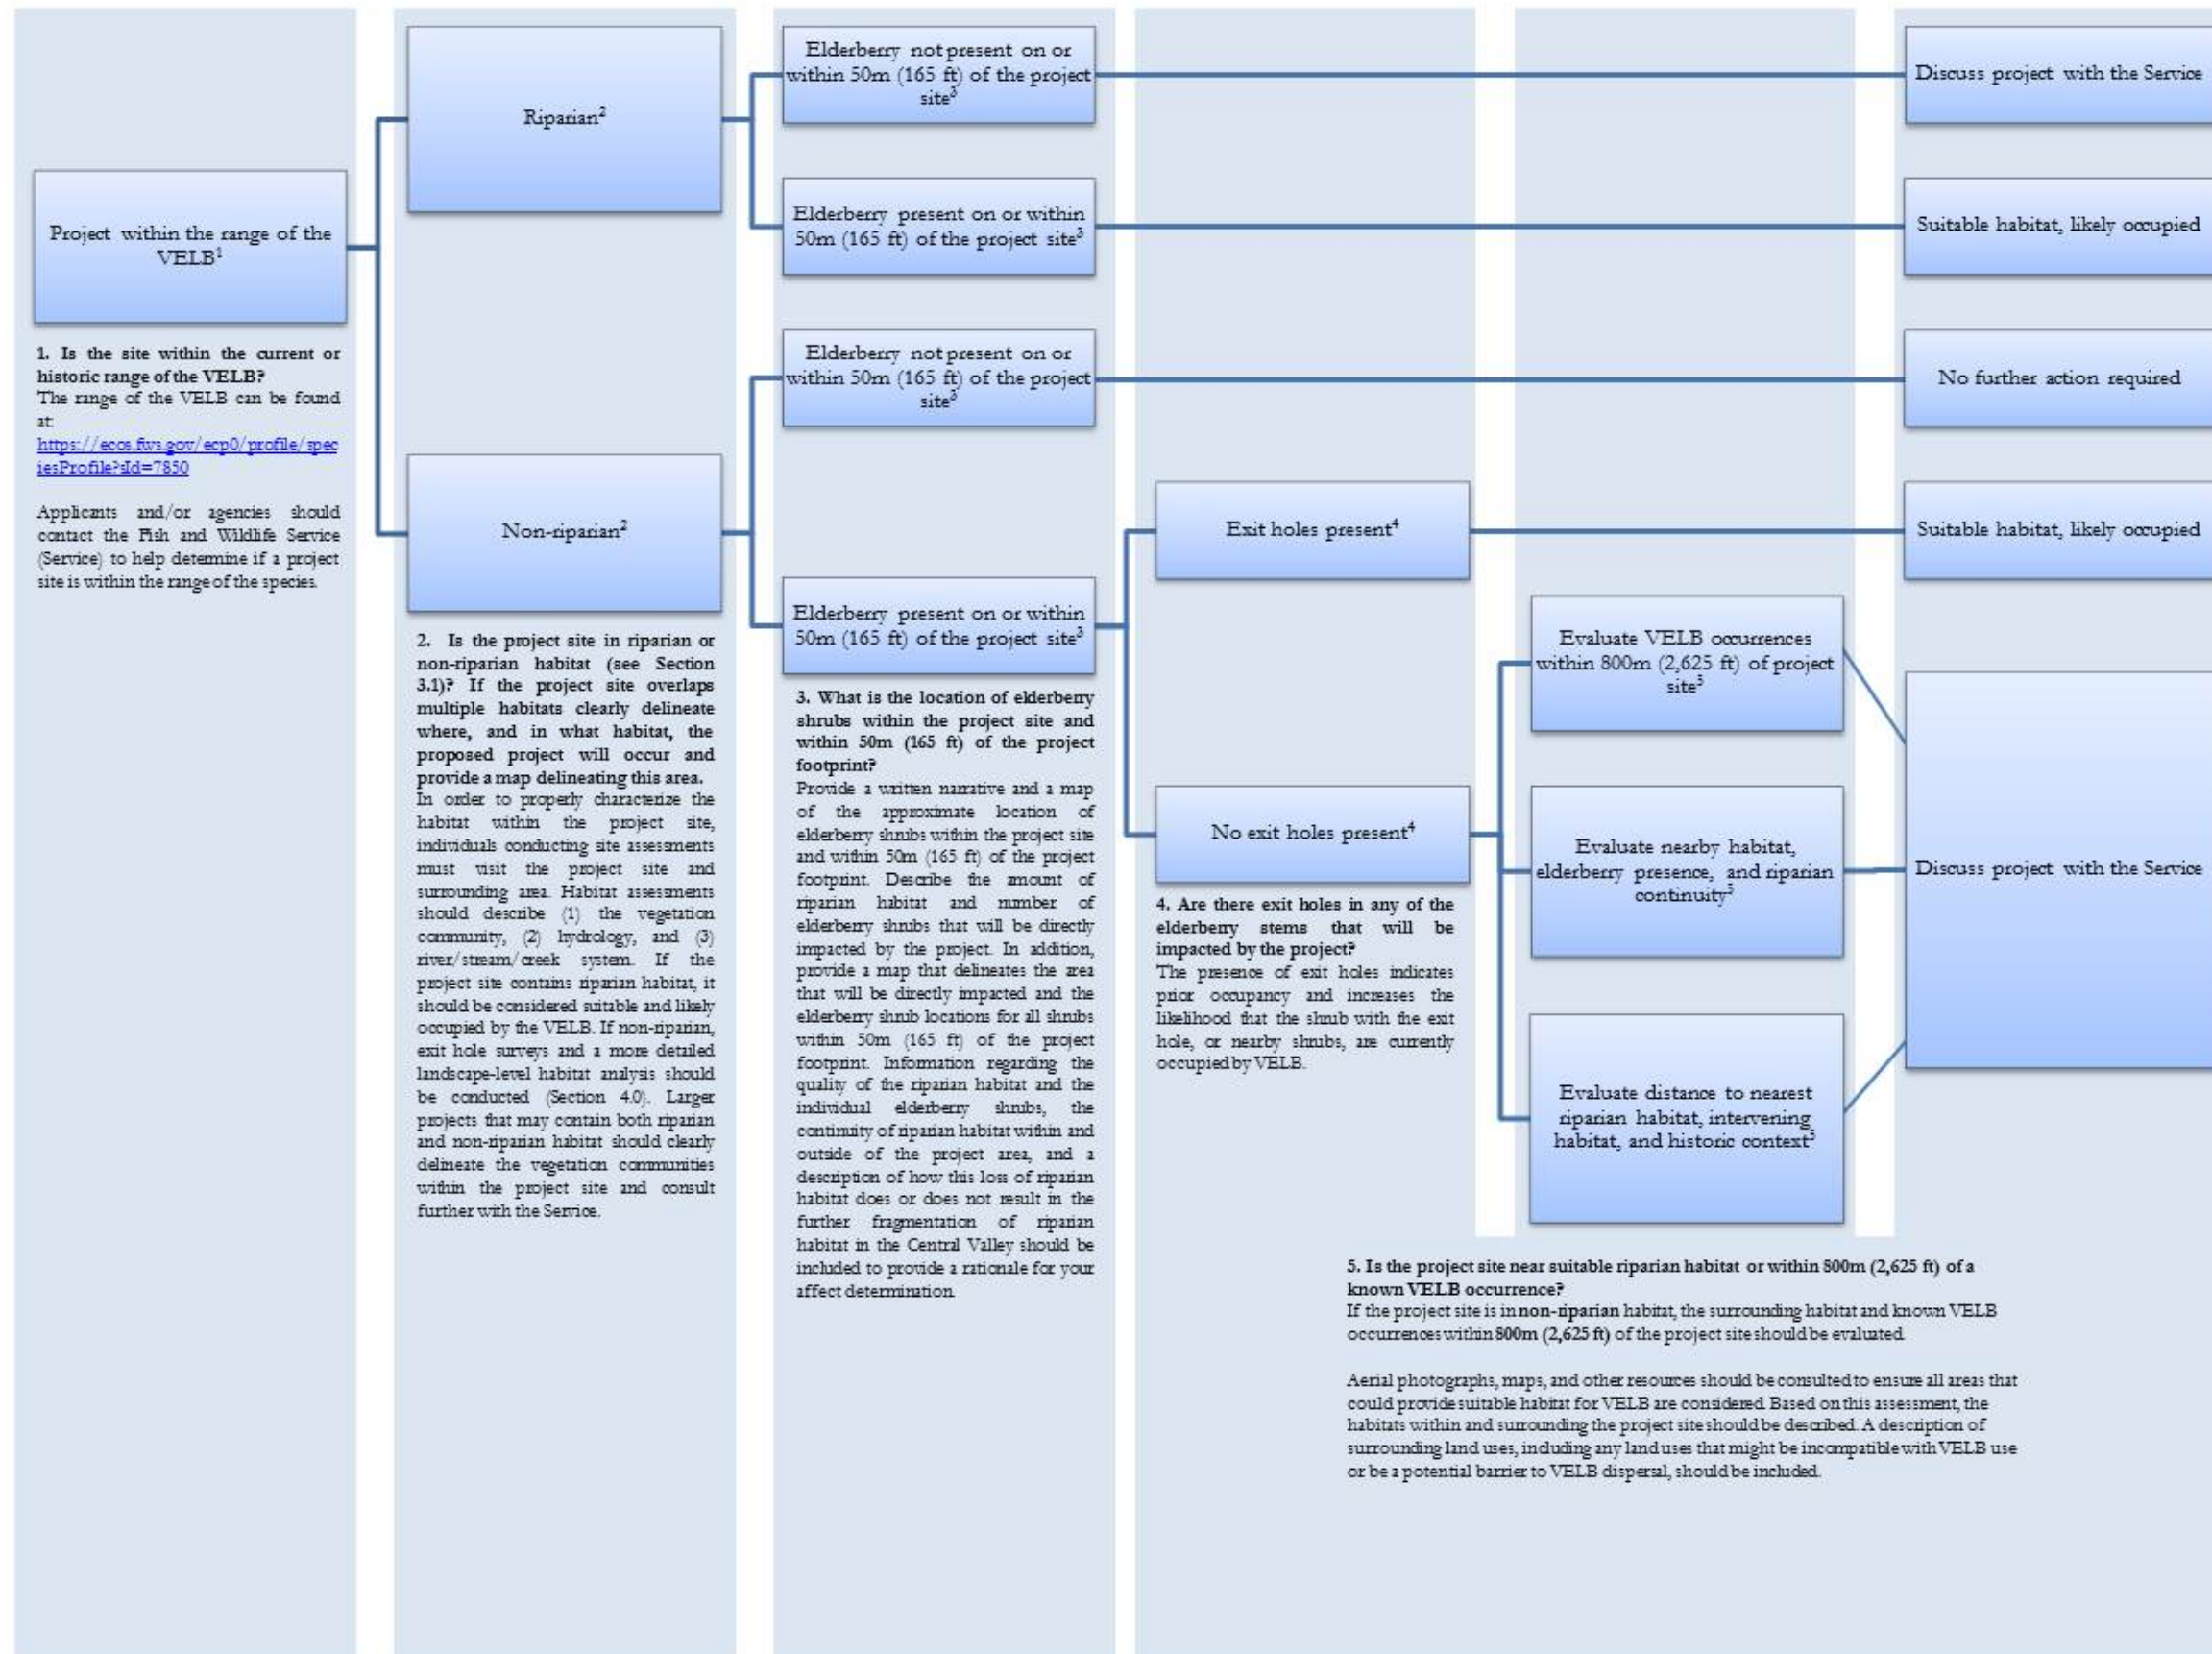 Project within the range of the
VELB¹
1. Is the site within the current or
historic range of the VELB?
The range of the VELB can be found
at:
https://ecos.fws.gov/ecp0/profile/spec
iesProfile?sId=7850
Applicants and/or agencies should
contact the Fish and Wildlife Service
(Service) to help determine if a project
site is within the range of the species.
Riparian²
Non-riparian²
2. Is the project site in riparian or
non-riparian habitat (see Section
3.1)? If the project site overlaps
multiple habitats clearly delineate
where, and in what habitat, the
proposed project will occur and
provide a map delineating this area.
In order to properly characterize the
habitat within the project site,
individuals conducting site assessments
must visit the project site and
surrounding area. Habitat assessments
should describe (1) the vegetation
community, (2) hydrology, and (3)
river/stream/creek system. If the
project site contains riparian habitat, it
should be considered suitable and likely
occupied by the VELB. If non-riparian,
exit hole surveys and a more detailed
landscape-level habitat analysis should
be conducted (Section 4.0). Larger
projects that may contain both riparian
and non-riparian habitat should clearly
delineate the vegetation communities
within the project site and consult
further with the Service.
Elderberry not present on or
within 50m (165 ft) of the project
site³
Elderberry present on or within
50m (165 ft) of the project site³
Elderberry not present on or
within 50m (165 ft) of the project
site³
Elderberry present on or within
50m (165 ft) of the project site³
3. What is the location of elderberry
shrubs within the project site and
within 50m (165 ft) of the project
footprint?
Provide a written narrative and a map
of the approximate location of
elderberry shrubs within the project site
and within 50m (165 ft) of the project
footprint. Describe the amount of
riparian habitat and number of
elderberry shrubs that will be directly
impacted by the project. In addition,
provide a map that delineates the area
that will be directly impacted and the
elderberry shrub locations for all shrubs
within 50m (165 ft) of the project
footprint. Information regarding the
quality of the riparian habitat and the
individual elderberry shrubs, the
continuity of riparian habitat within and
outside of the project area, and a
description of how this loss of riparian
habitat does or does not result in the
further fragmentation of riparian
habitat in the Central Valley should be
included to provide a rationale for your
affect determination.
Exit holes present⁴
No exit holes present⁴
4. Are there exit holes in any of the
elderberry stems that will be
impacted by the project?
The presence of exit holes indicates
prior occupancy and increases the
likelihood that the shrub with the exit
hole, or nearby shrubs, are currently
occupied by VELB.
Evaluate VELB occurrences
within 800m (2,625 ft) of project
site⁵
Evaluate nearby habitat,
elderberry presence, and riparian
continuity⁵
Evaluate distance to nearest
riparian habitat, intervening
habitat, and historic context⁵
5. Is the project site near suitable riparian habitat or within 800m (2,625 ft) of a
known VELB occurrence?
If the project site is in non-riparian habitat, the surrounding habitat and known VELB
occurrences within 800m (2,625 ft) of the project site should be evaluated.
Aerial photographs, maps, and other resources should be consulted to ensure all areas that
could provide suitable habitat for VELB are considered. Based on this assessment, the
habitats within and surrounding the project site should be described. A description of
surrounding land uses, including any land uses that might be incompatible with VELB use
or be a potential barrier to VELB dispersal, should be included.
Discuss project with the Service
Suitable habitat, likely occupied
No further action required
Suitable habitat, likely occupied
Discuss project with the Service